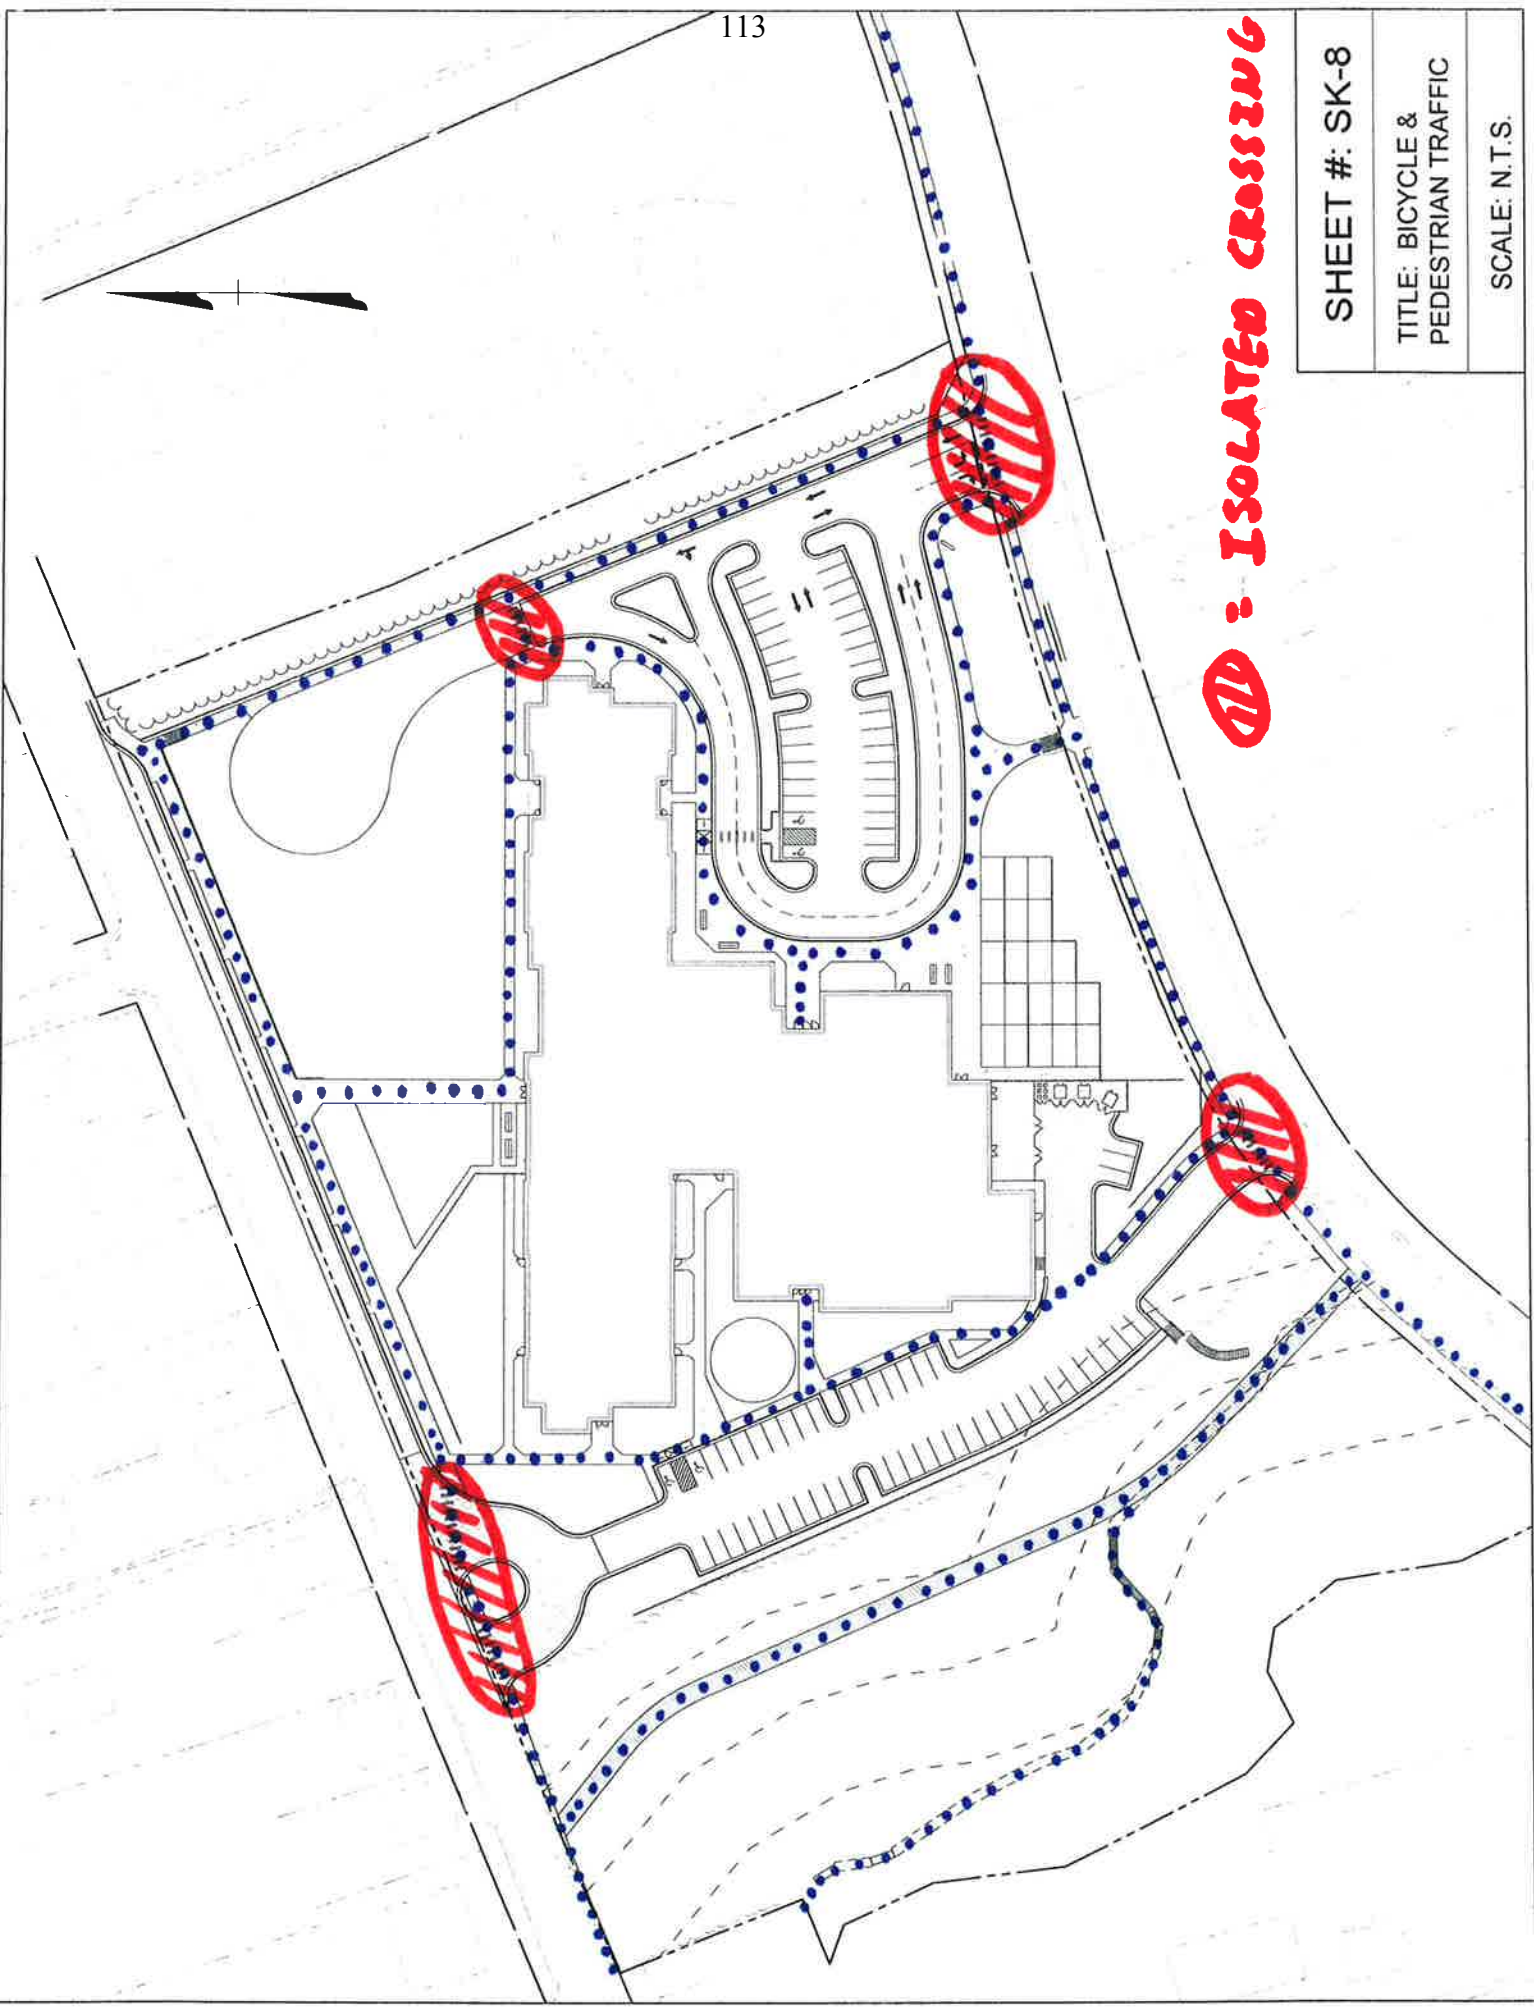 113
= ISOLATED CROSSING
SHEET #: SK-8
TITLE: BICYCLE &
PEDESTRIAN TRAFFIC
SCALE: N.T.S.